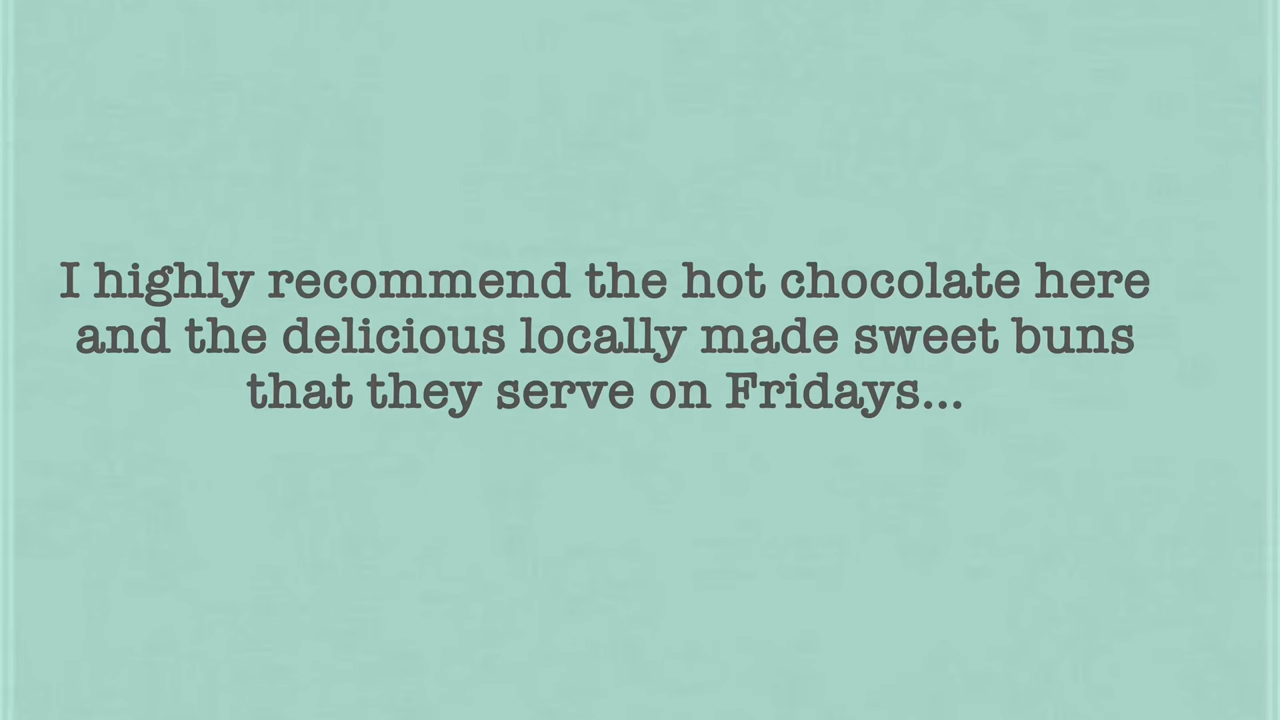 I highly recommend the hot chocolate here
and the delicious locally made sweet buns
that they serve on Fridays...